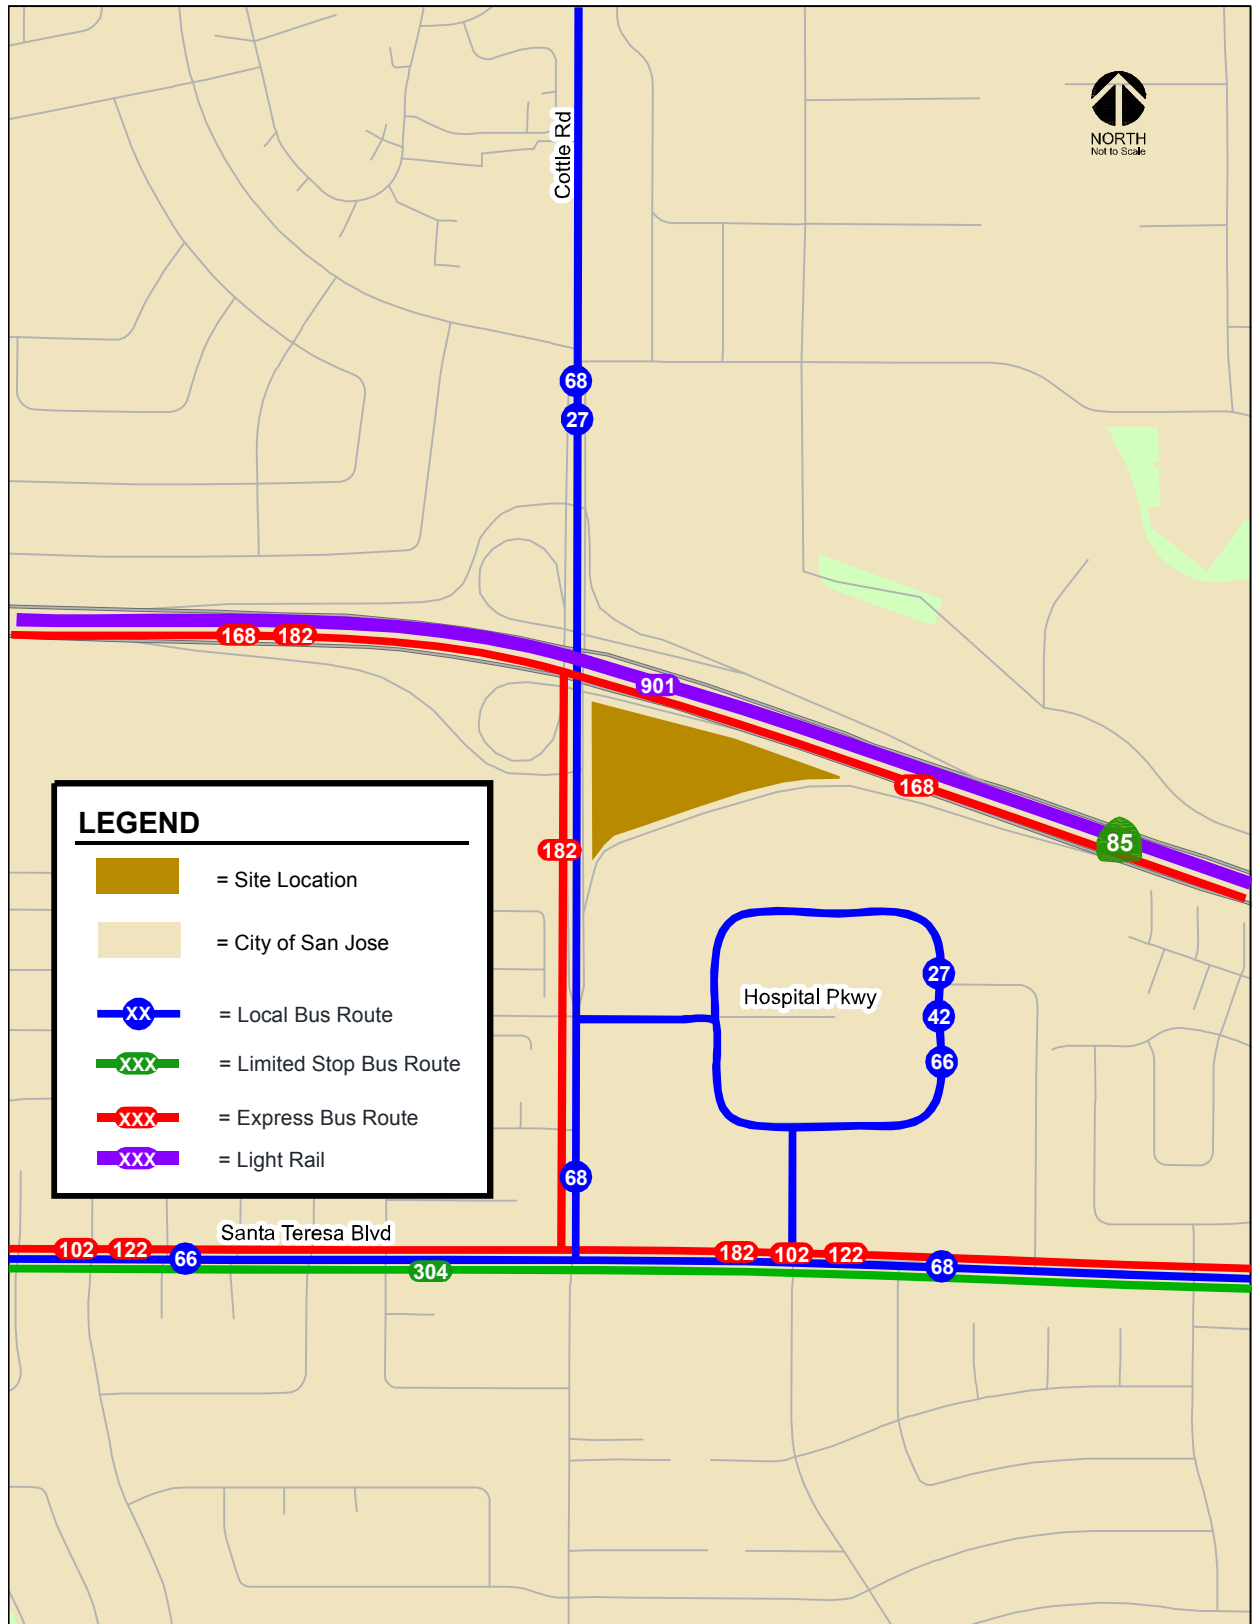 Cottle Rd
NORTH
Not to Scale
68
27
168
182
901
168
85
182
LEGEND
= Site Location
= City of San Jose
XX = Local Bus Route
XXX = Limited Stop Bus Route
XXX = Express Bus Route
XXX = Light Rail
27
Hospital Pkwy
42
66
68
Santa Teresa Blvd
102 122 66
304
182 102 122
68